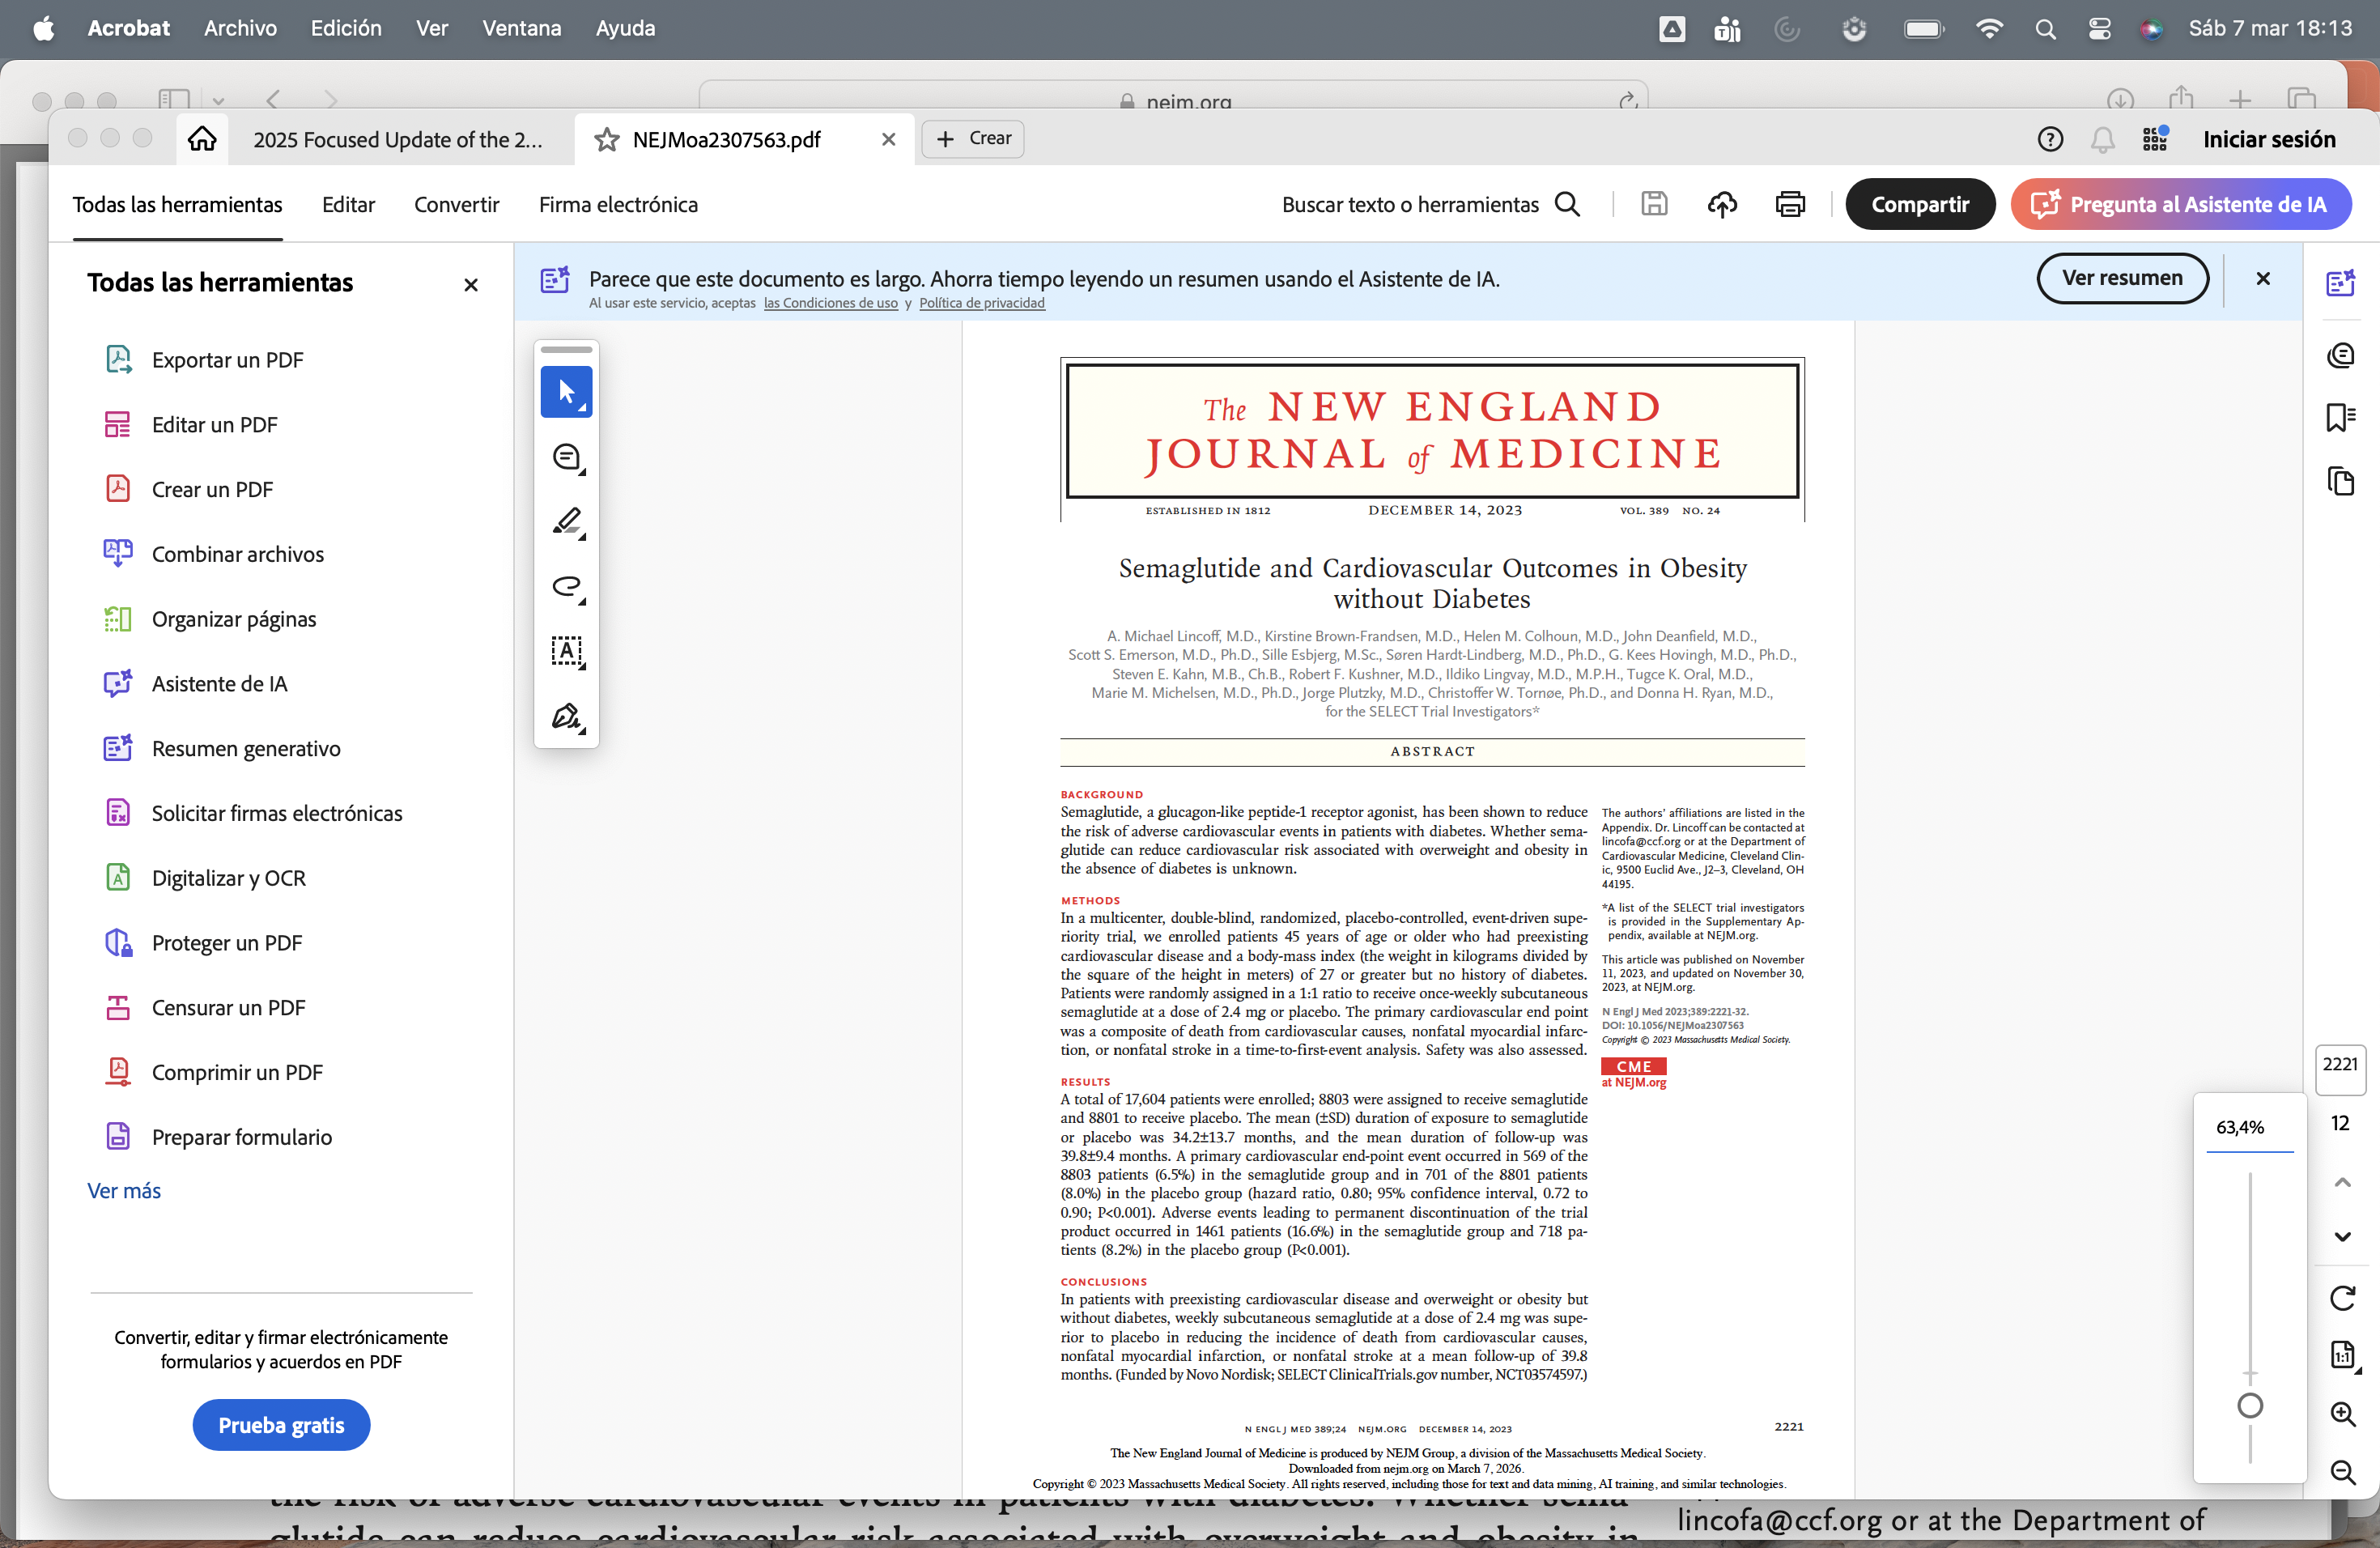 Acrobat Archivo Edición Ver Ventana Ayuda Sáb 7 mar 18:13
nejm.org
2025 Focused Update of the 2... NEJMoa2307563.pdf Crear Iniciar sesión
Todas las herramientas Editar Convertir Firma electrónica Buscar texto o herramientas Compartir Pregunta al Asistente de IA
Todas las herramientas
Exportar un PDF
Editar un PDF
Crear un PDF
Combinar archivos
Organizar páginas
Asistente de IA
Resumen generativo
Solicitar firmas electrónicas
Digitalizar y OCR
Proteger un PDF
Censurar un PDF
Comprimir un PDF
Preparar formulario
Ver más
Convertir, editar y firmar electrónicamente
formularios y acuerdos en PDF
Prueba gratis
Parece que este documento es largo. Ahorra tiempo leyendo un resumen usando el Asistente de IA.
Al usar este servicio, aceptas las Condiciones de uso y Política de privacidad
Ver resumen
The NEW ENGLAND
JOURNAL of MEDICINE
ESTABLISHED IN 1812 DECEMBER 14, 2023 VOL. 389 NO. 24
Semaglutide and Cardiovascular Outcomes in Obesity
without Diabetes
A. Michael Lincoff, M.D., Kirstine Brown-Frandsen, M.D., Helen M. Colhoun, M.D., John Deanfield, M.D.,
Scott S. Emerson, M.D., Ph.D., Sille Esbjerg, M.Sc., Søren Hardt-Lindberg, M.D., Ph.D., G. Kees Hovingh, M.D., Ph.D.,
Steven E. Kahn, M.B., Ch.B., Robert F. Kushner, M.D., Ildiko Lingvay, M.D., M.P.H., Tugce K. Oral, M.D.,
Marie M. Michelsen, M.D., Ph.D., Jorge Plutzky, M.D., Christoffer W. Tornøe, Ph.D., and Donna H. Ryan, M.D.,
for the SELECT Trial Investigators*
ABSTRACT
BACKGROUND
Semaglutide, a glucagon-like peptide-1 receptor agonist, has been shown to reduce
the risk of adverse cardiovascular events in patients with diabetes. Whether sema-
glutide can reduce cardiovascular risk associated with overweight and obesity in
the absence of diabetes is unknown.
METHODS
In a multicenter, double-blind, randomized, placebo-controlled, event-driven supe-
riority trial, we enrolled patients 45 years of age or older who had preexisting
cardiovascular disease and a body-mass index (the weight in kilograms divided by
the square of the height in meters) of 27 or greater but no history of diabetes.
Patients were randomly assigned in a 1:1 ratio to receive once-weekly subcutaneous
semaglutide at a dose of 2.4 mg or placebo. The primary cardiovascular end point
was a composite of death from cardiovascular causes, nonfatal myocardial infarc-
tion, or nonfatal stroke in a time-to-first-event analysis. Safety was also assessed.
RESULTS
A total of 17,604 patients were enrolled; 8803 were assigned to receive semaglutide
and 8801 to receive placebo. The mean (±SD) duration of exposure to semaglutide
or placebo was 34.2±13.7 months, and the mean duration of follow-up was
39.8±9.4 months. A primary cardiovascular end-point event occurred in 569 of the
8803 patients (6.5%) in the semaglutide group and in 701 of the 8801 patients
(8.0%) in the placebo group (hazard ratio, 0.80; 95% confidence interval, 0.72 to
0.90; P<0.001). Adverse events leading to permanent discontinuation of the trial
product occurred in 1461 patients (16.6%) in the semaglutide group and 718 pa-
tients (8.2%) in the placebo group (P<0.001).
CONCLUSIONS
In patients with preexisting cardiovascular disease and overweight or obesity but
without diabetes, weekly subcutaneous semaglutide at a dose of 2.4 mg was supe-
rior to placebo in reducing the incidence of death from cardiovascular causes,
nonfatal myocardial infarction, or nonfatal stroke at a mean follow-up of 39.8
months. (Funded by Novo Nordisk; SELECT ClinicalTrials.gov number, NCT03574597.)
The authors' affiliations are listed in the
Appendix. Dr. Lincoff can be contacted at
lincofa@ccf.org or at the Department of
Cardiovascular Medicine, Cleveland Clin-
ic, 9500 Euclid Ave., J2–3, Cleveland, OH
44195.
*A list of the SELECT trial investigators
is provided in the Supplementary Ap-
pendix, available at NEJM.org.
This article was published on November
11, 2023, and updated on November 30,
2023, at NEJM.org.
N Engl J Med 2023;389:2221-32.
DOI: 10.1056/NEJMoa2307563
Copyright © 2023 Massachusetts Medical Society.
CME
at NEJM.org
N ENGL J MED 389;24 NEJM.ORG DECEMBER 14, 2023 2221
The New England Journal of Medicine is produced by NEJM Group, a division of the Massachusetts Medical Society.
Downloaded from nejm.org on March 7, 2026.
Copyright © 2023 Massachusetts Medical Society. All rights reserved, including those for text and data mining, AI training, and similar technologies.
2221
12
63,4%
1:1
the risk of adverse cardiovascular events in patients with diabetes. Whether sema-
glutide can reduce cardiovascular risk associated with overweight and obesity in
lincofa@ccf.org or at the Department of